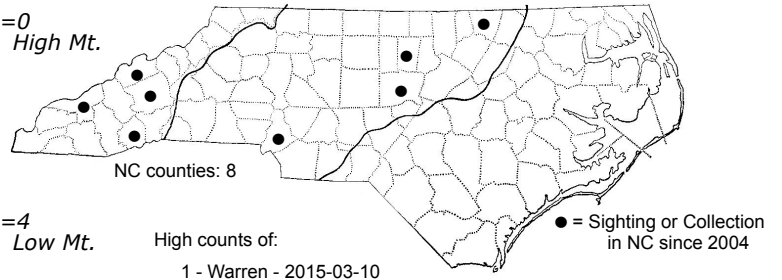 =0
High Mt.
NC counties: 8
=4
Low Mt.
High counts of:
1 - Warren - 2015-03-10
● = Sighting or Collection
in NC since 2004